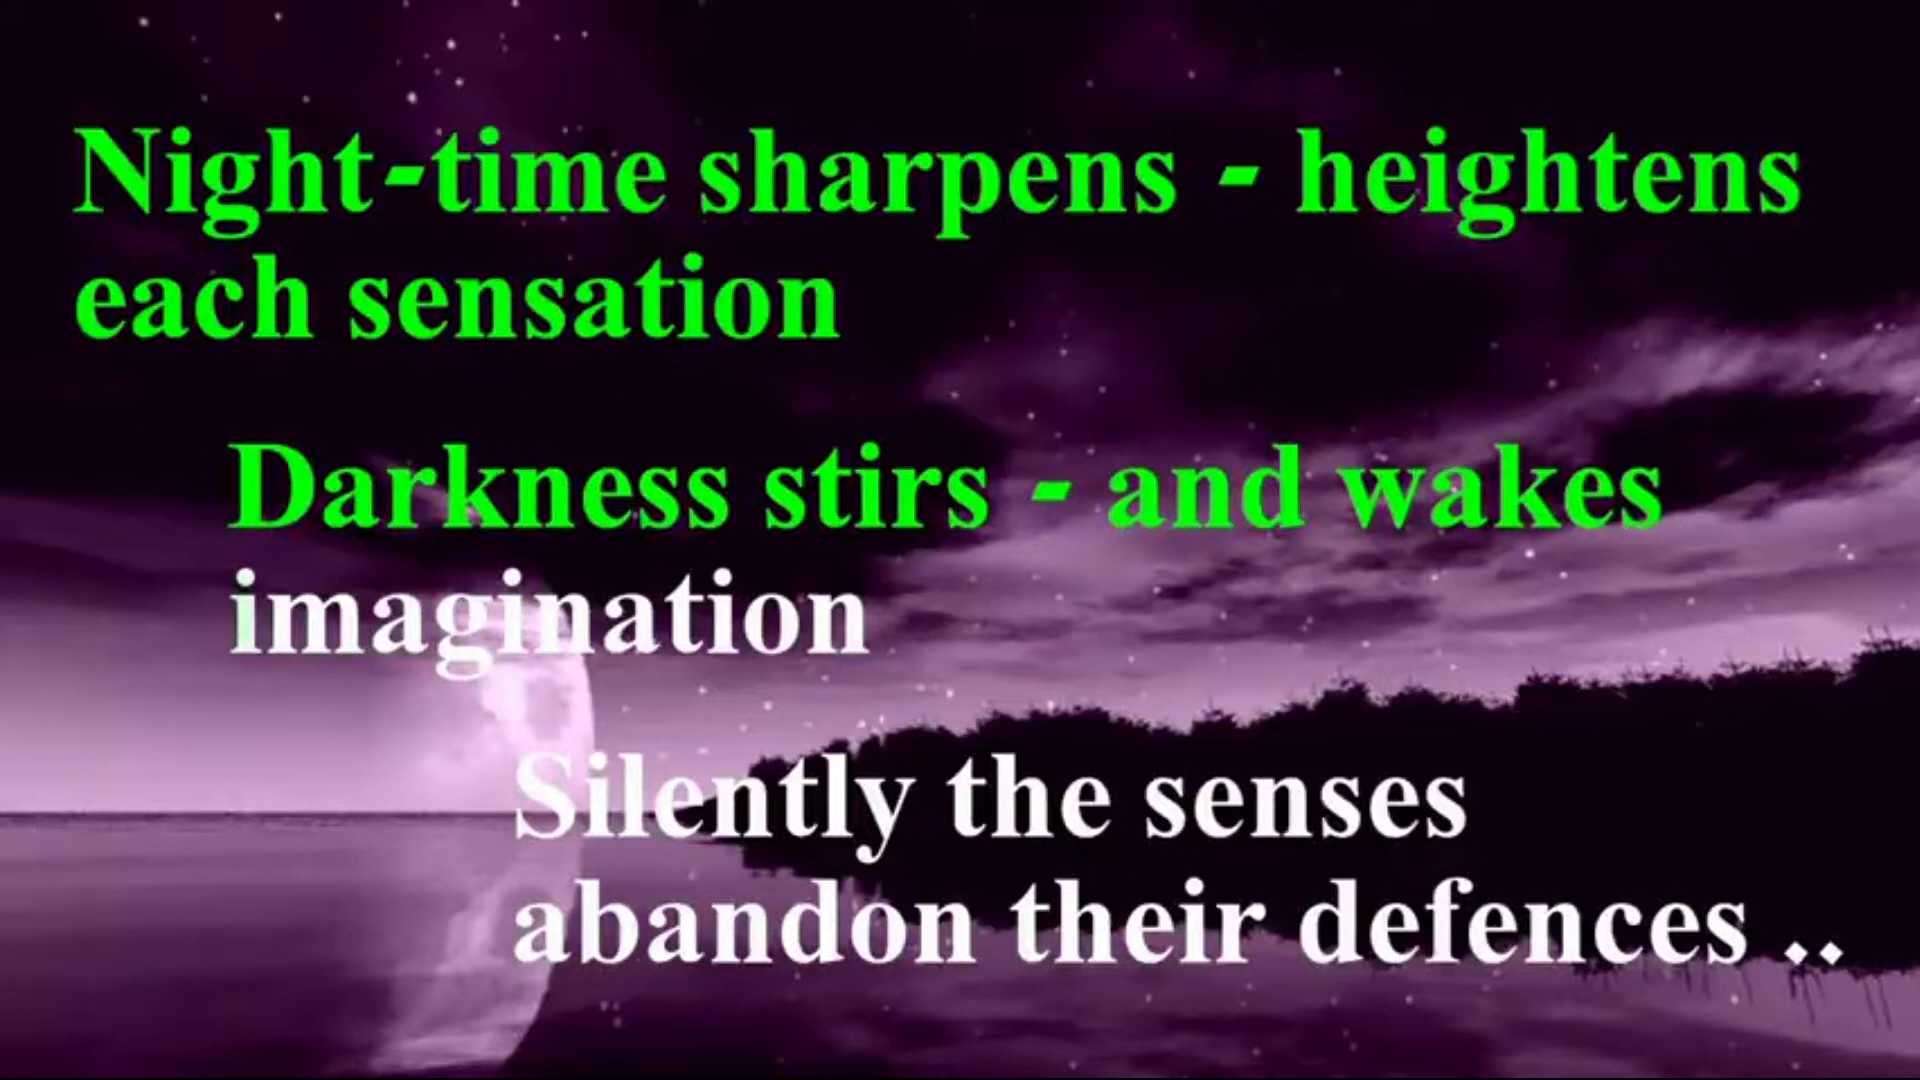 Night-time sharpens - heightens
each sensation
Darkness stirs - and wakes
imagination
Silently the senses
abandon their defences ..